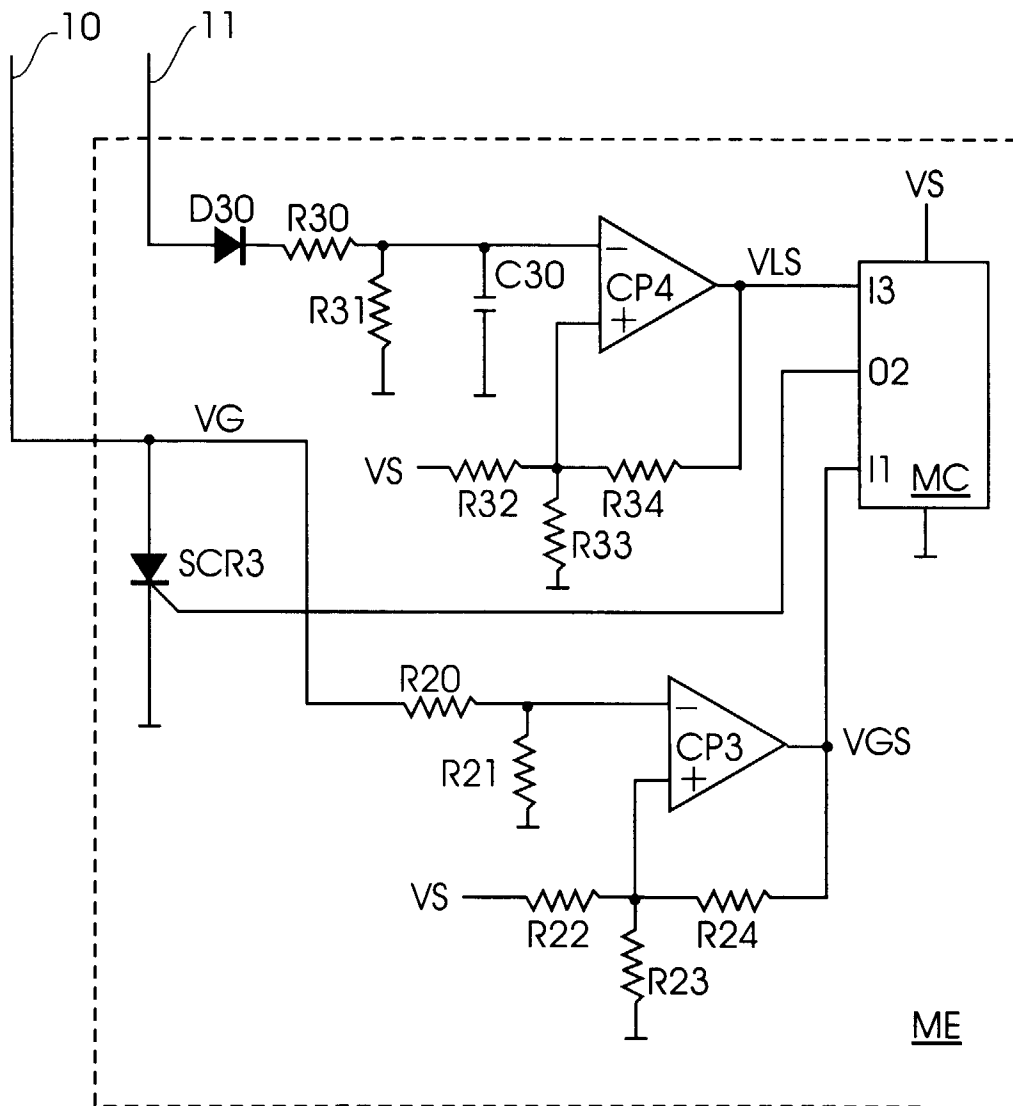 10
11
VS
D30
R30
C30
R31
CP4
VLS
I3
O2
I1
MC
VG
VS
R32
R34
R33
SCR3
R20
R21
CP3
VGS
VS
R22
R24
R23
ME